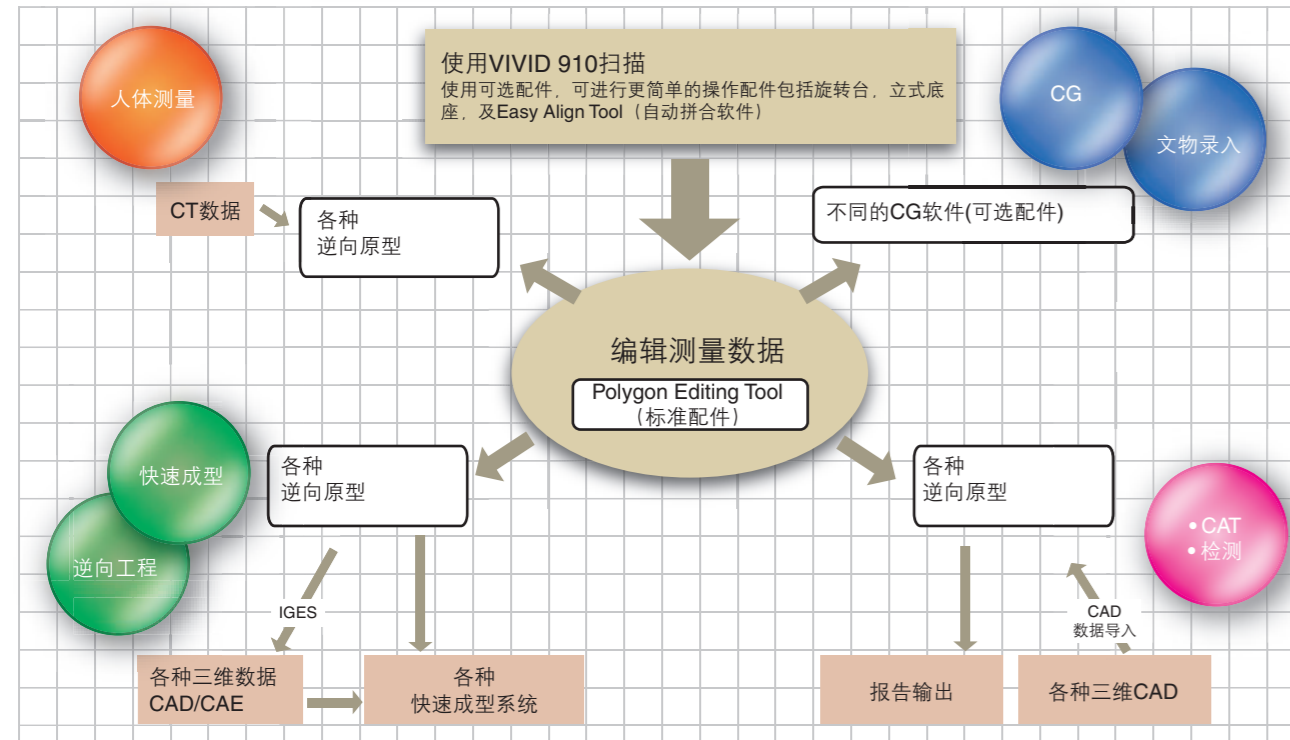 使用VIVID 910扫描
使用可选配件，可进行更简单的操作配件包括旋转台，立式底
座，及Easy Align Tool（自动拼合软件）
人体测量
CG
文物录入
CT数据
各种
逆向原型
不同的CG软件(可选配件)
编辑测量数据
Polygon Editing Tool
（标准配件）
快速成型
逆向工程
各种
逆向原型
各种
逆向原型
• CAT
• 检测
IGES
CAD
数据导入
各种三维数据
CAD/CAE
各种
快速成型系统
报告输出
各种三维CAD